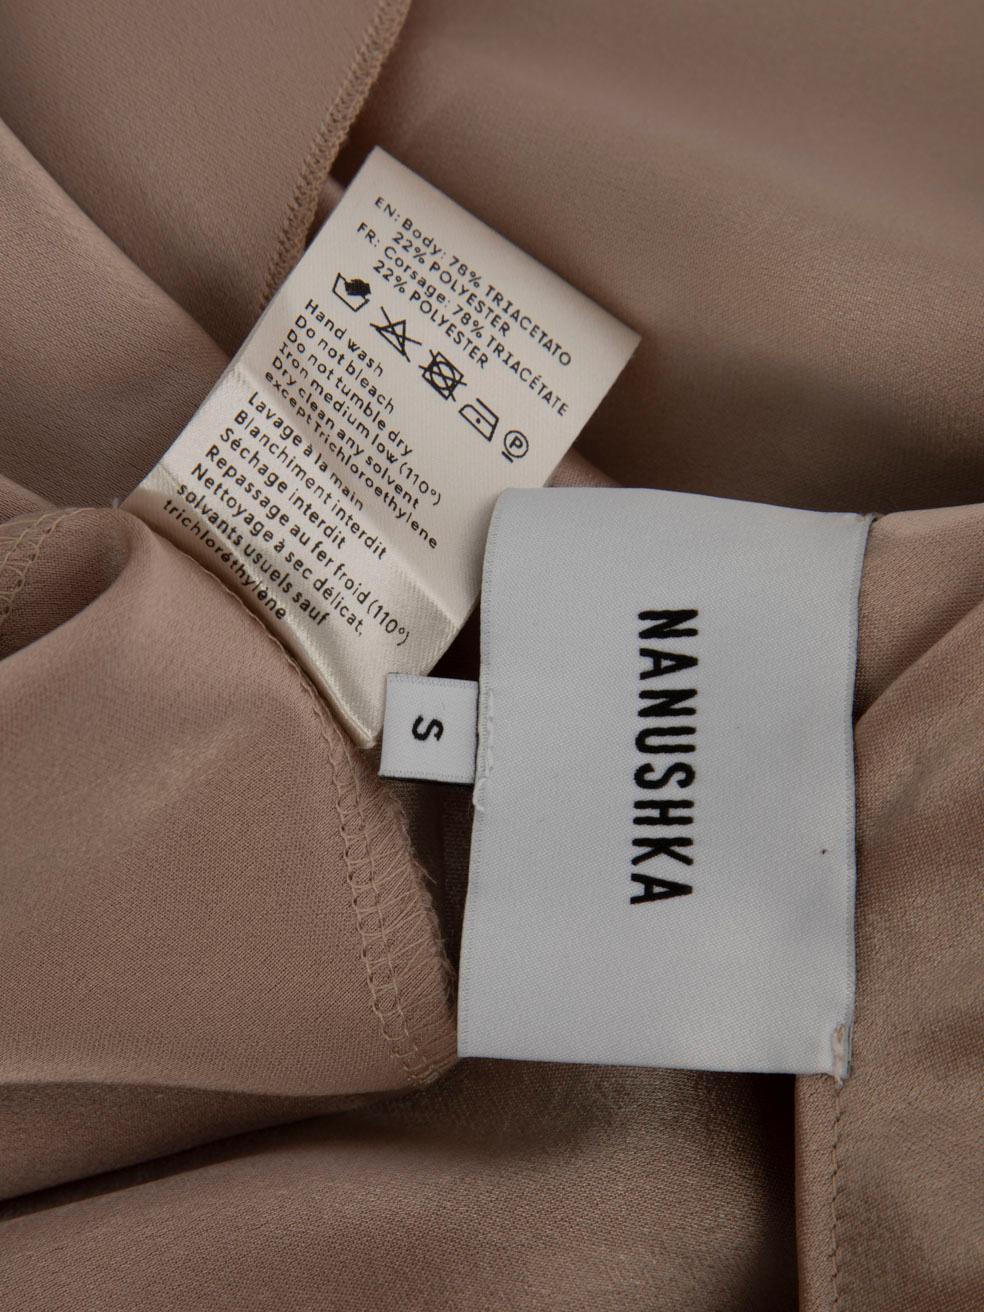 EN: Body: 78% TRIACETATO
22% POLYESTER
FR: Corsage: 78% TRIACÉTATE
22% POLYESTER
P
Hand wash
Do not bleach
Do not tumble dry
Iron medium low (110°)
Dry clean any solvent
except Trichloroethylene
Lavage à la main
Blanchiment interdit
Séchage interdit
Repassage au fer froid (110°)
Nettoyage à sec délicat,
solvants usuels sauf
trichloréthylène
S
NANUSHKA